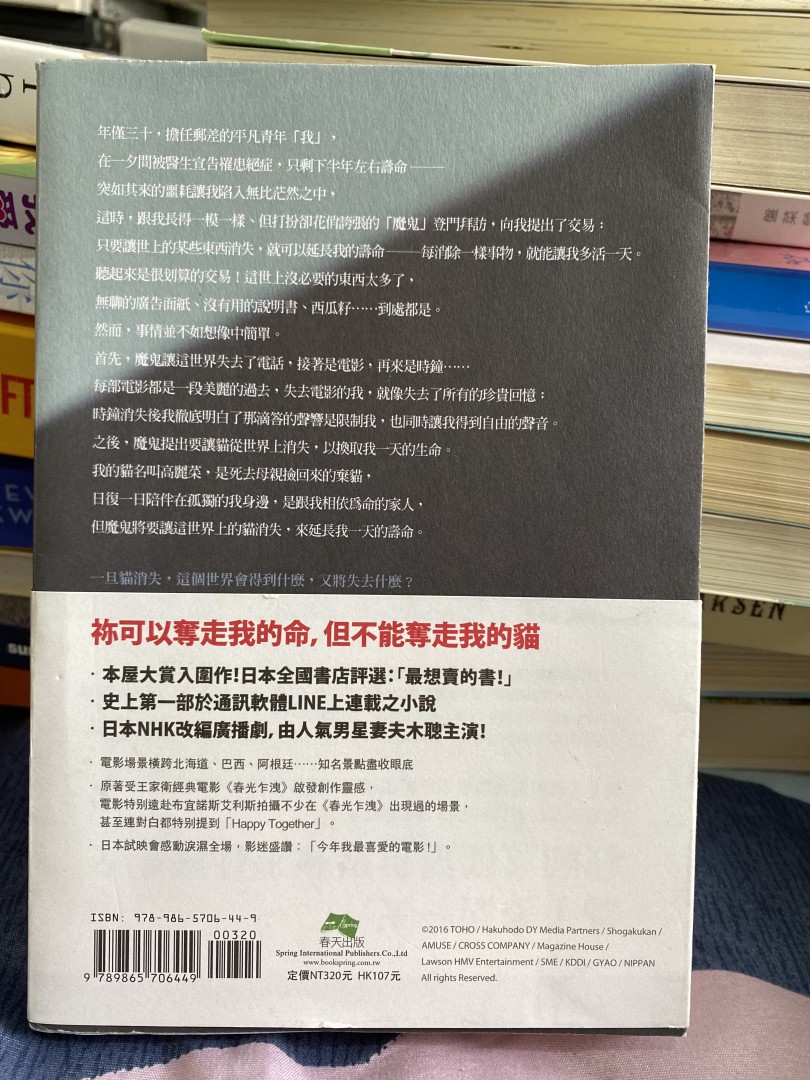 年僅三十，擔任郵差的平凡青年「我」，
在一夕間被醫生宣告罹患絕症，只剩下半年左右壽命——
突如其來的噩耗讓我陷入無比茫然之中，
這時，跟我長得一模一樣、但打扮卻花俏誇張的「魔鬼」登門拜訪，向我提出了交易：
只要讓世上的某些東西消失，就可以延長我的壽命——每消除一樣事物，就能讓我多活一天。
聽起來是很划算的交易！這世上沒必要的東西太多了，
無聊的廣告面紙、沒有用的說明書、西瓜籽……到處都是。
然而，事情並不如想像中簡單。
首先，魔鬼讓這世界失去了電話，接著是電影，再來是時鐘……
每部電影都是一段美麗的過去，失去電影的我，就像失去了所有的珍貴回憶；
時鐘消失後我徹底明白了那滴答的聲響是限制我，也同時讓我得到自由的聲音。
之後，魔鬼提出要讓貓從世界上消失，以換取我一天的生命。
我的貓名叫高麗菜，是死去母親撿回來的棄貓，
日復一日陪伴在孤獨的我身邊，是跟我相依為命的家人，
但魔鬼將要讓這世界上的貓消失，來延長我一天的壽命。
一旦貓消失，這個世界會得到什麼，又將失去什麼？
祢可以奪走我的命，但不能奪走我的貓
· 本屋大賞入圍作！日本全國書店評選：「最想賣的書！」
· 史上第一部於通訊軟體LINE上連載之小說
· 日本NHK改編廣播劇，由人氣男星妻夫木聰主演！
· 電影場景橫跨北海道、巴西、阿根廷……知名景點盡收眼底
· 原著受王家衛經典電影《春光乍洩》啟發創作靈感，
電影特別遠赴布宜諾斯艾利斯拍攝不少在《春光乍洩》出現過的場景，
甚至連對白都特別提到「Happy Together」。
· 日本試映會感動淚濕全場，影迷盛讚：「今年我最喜愛的電影！」。
ISBN: 978-986-5706-44-9
00320
9 789865 706449
Spring
春天出版
Spring International Publishers.Co.,Ltd
www.bookspring.com.tw
定價NT320元 HK107元
©2016 TOHO / Hakuhodo DY Media Partners / Shogakukan /
AMUSE / CROSS COMPANY / Magazine House /
Lawson HMV Entertainment / SME / KDDI / GYAO / NIPPAN
All rights Reserved.
你
FT
KSEN